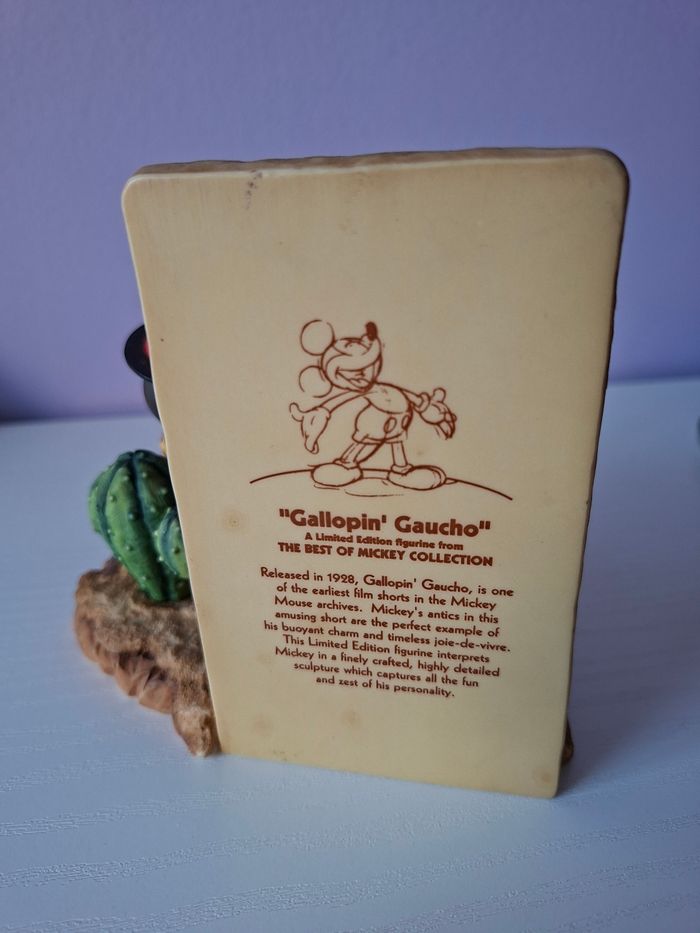 "Gallopin' Gaucho"
A Limited Edition figurine from
THE BEST OF MICKEY COLLECTION
Released in 1928, Gallopin' Gaucho, is one
of the earliest film shorts in the Mickey
Mouse archives. Mickey's antics in this
amusing short are the perfect example of
his buoyant charm and timeless joie-de-vivre.
This Limited Edition figurine interprets
Mickey in a finely crafted, highly detailed
sculpture which captures all the fun
and zest of his personality.